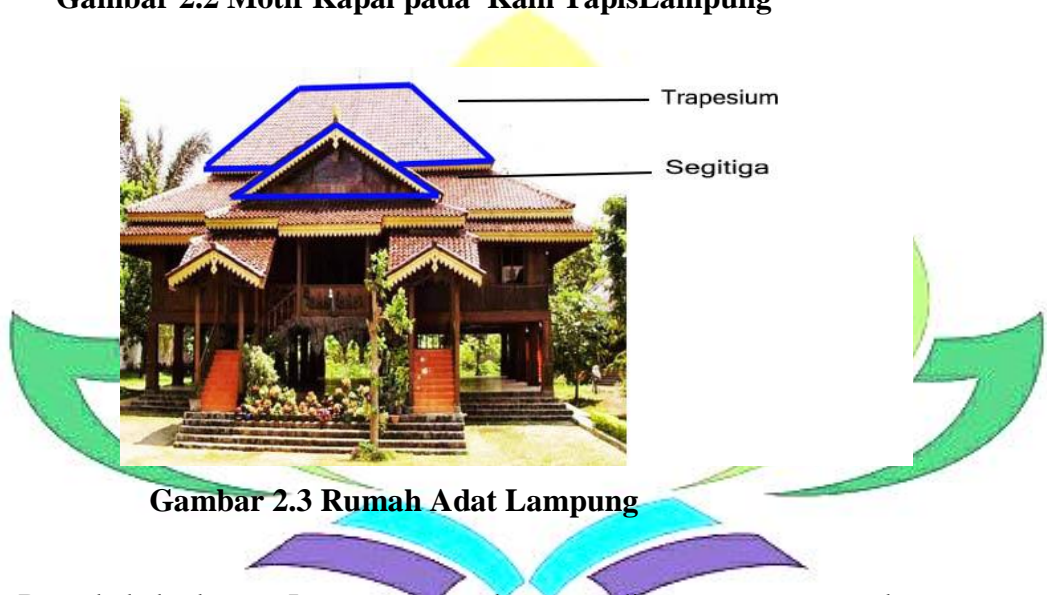 Gambar 2.2 Motif Kapal pada Kain TapisLampung
Trapesium
Segitiga
Gambar 2.3 Rumah Adat Lampung